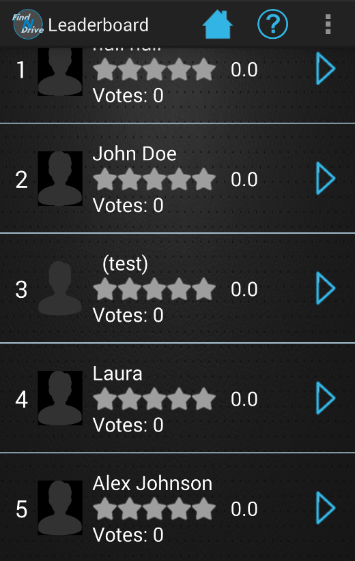 Find N Drive Leaderboard ?
1
0.0
Votes: 0
John Doe
2
0.0
Votes: 0
(test)
3
0.0
Votes: 0
Laura
4
0.0
Votes: 0
Alex Johnson
5
0.0
Votes: 0